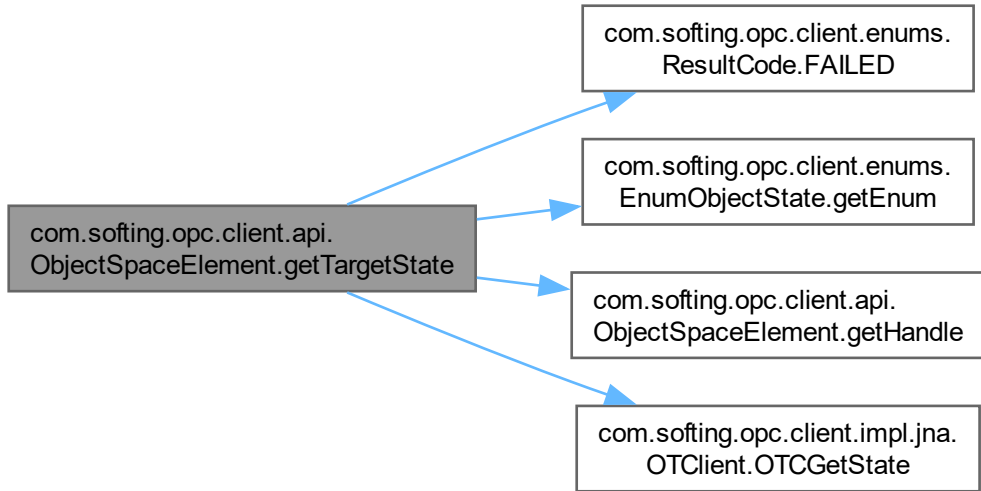 com.softing.opc.client.enums.
ResultCode.FAILED
com.softing.opc.client.enums.
EnumObjectState.getEnum
com.softing.opc.client.api.
ObjectSpaceElement.getTargetState
com.softing.opc.client.api.
ObjectSpaceElement.getHandle
com.softing.opc.client.impl.jna.
OTClient.OTCGetState